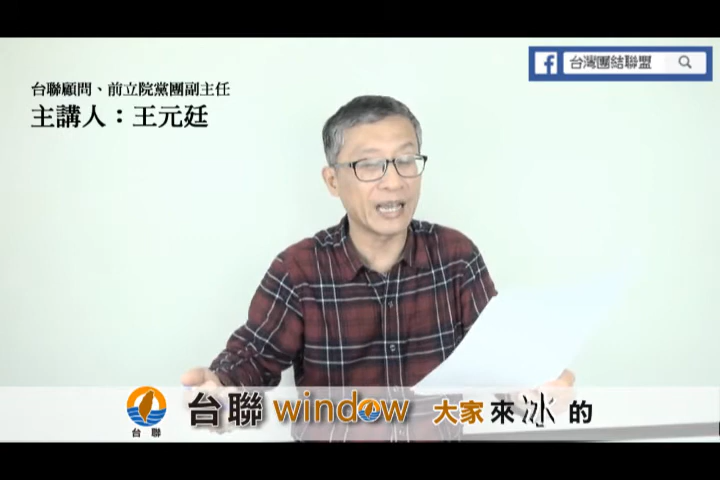 台聯顧問、前立院黨團副主任
主講人：王元廷
f 台灣團結聯盟
台聯 window 大家來冰的
台聯